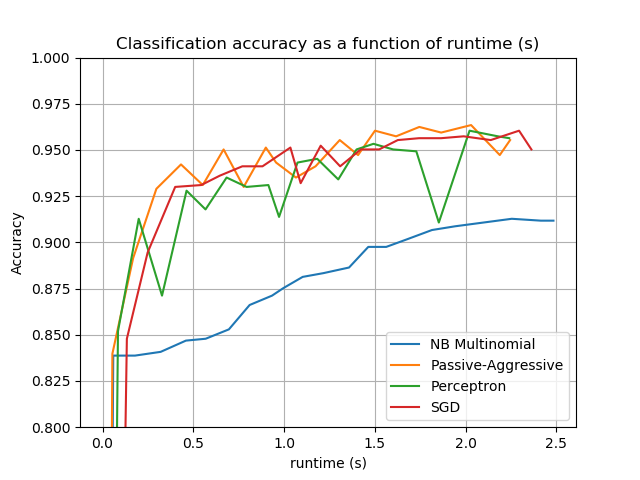 Classification accuracy as a function of runtime (s)
1.000
0.975
0.950
0.925
0.900
0.875
0.850
0.825
0.800
Accuracy
NB Multinomial
Passive-Aggressive
Perceptron
SGD
0.0 0.5 1.0 1.5 2.0 2.5
runtime (s)